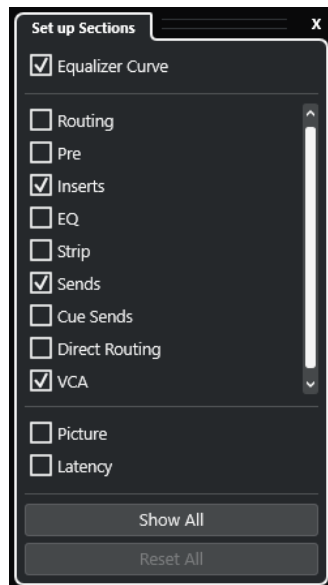 Set up Sections
X
Equalizer Curve
Routing
Pre
Inserts
EQ
Strip
Sends
Cue Sends
Direct Routing
VCA
Picture
Latency
Show All
Reset All